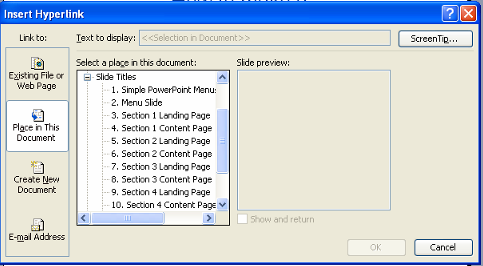 Insert Hyperlink
Link to:
Text to display:
<<Selection in Document>>
ScreenTip...
Existing File or
Web Page
Place in This
Document
Create New
Document
E-mail Address
Select a place in this document:
Slide Titles
1. Simple PowerPoint Menus
2. Menu Slide
3. Section 1 Landing Page
4. Section 1 Content Page
5. Section 2 Landing Page
6. Section 2 Content Page
7. Section 3 Landing Page
8. Section 3 Content Page
9. Section 4 Landing Page
10. Section 4 Content Page
Slide preview:
Show and return
OK
Cancel